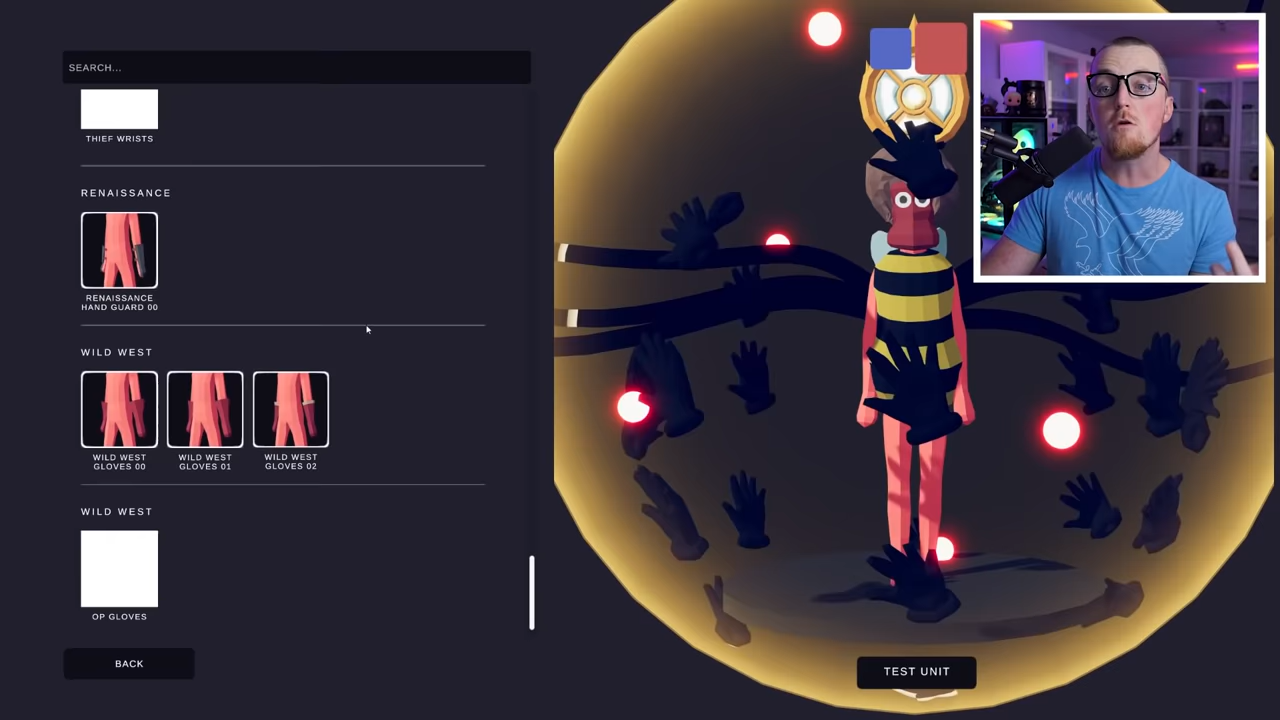 SEARCH...
THIEF WRISTS
RENAISSANCE
RENAISSANCE
HAND GUARD 00
WILD WEST
WILD WEST
GLOVES 00
WILD WEST
GLOVES 01
WILD WEST
GLOVES 02
WILD WEST
OP GLOVES
BACK
TEST UNIT